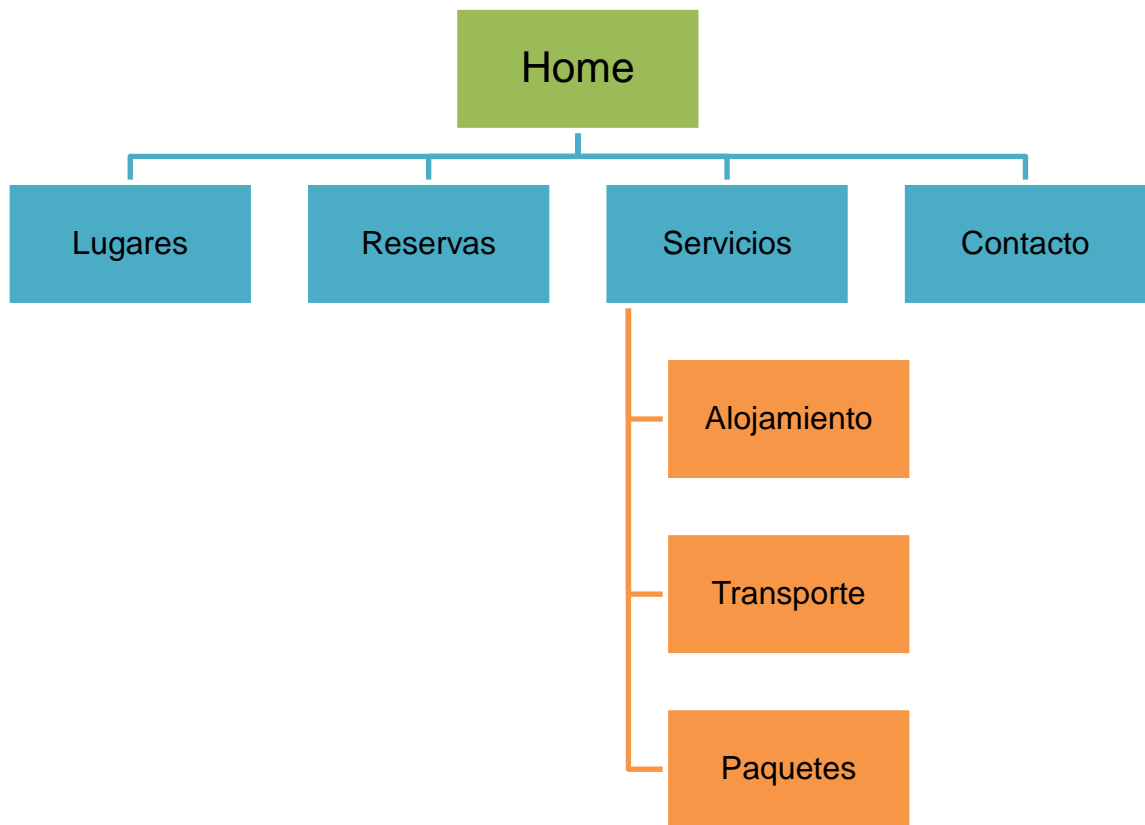 Home
Lugares
Reservas
Servicios
Contacto
Alojamiento
Transporte
Paquetes